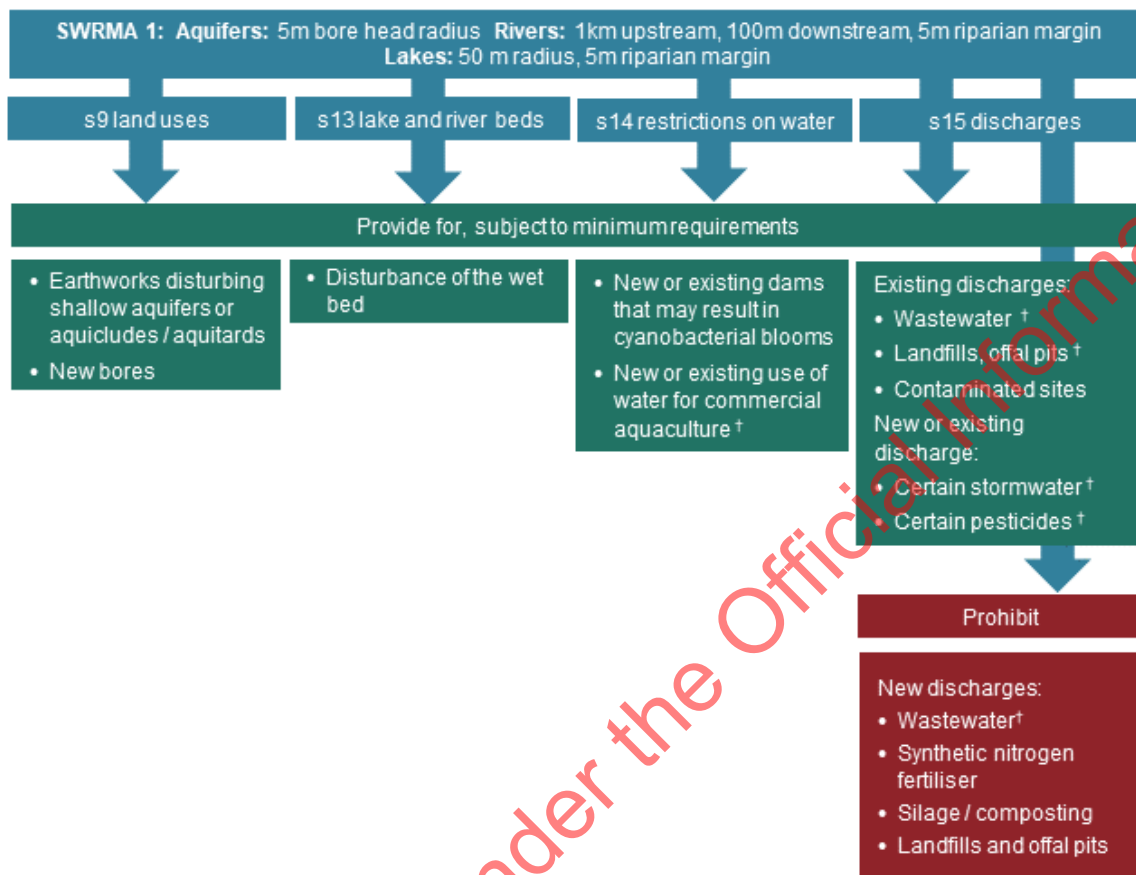 SWRMA 1: Aquifers: 5m bore head radius Rivers: 1km upstream, 100m downstream, 5m riparian margin
Lakes: 50 m radius, 5m riparian margin
s9 land uses
s13 lake and river beds
s14 restrictions on water
s15 discharges
Provide for, subject to minimum requirements
• Earthworks disturbing
shallow aquifers or
aquicludes / aquitards
• New bores
• Disturbance of the wet
bed
• New or existing dams
that may result in
cyanobacterial blooms
• New or existing use of
water for commercial
aquaculture †
Existing discharges:
• Wastewater †
• Landfills, offal pits †
• Contaminated sites
New or existing
discharge:
• Certain stormwater †
• Certain pesticides †
Prohibit
New discharges:
• Wastewater†
• Synthetic nitrogen
fertiliser
• Silage / composting
• Landfills and offal pits
the Official